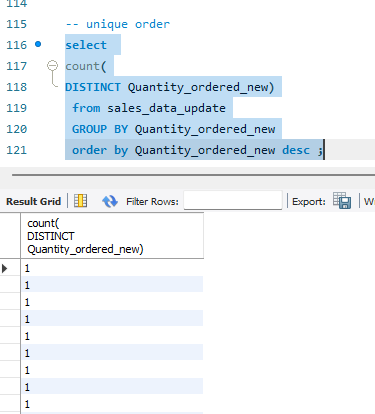 114
115 -- unique order
116 select
117 count(
118 DISTINCT Quantity_ordered_new)
119 from sales_data_update
120 GROUP BY Quantity_ordered_new
121 order by Quantity_ordered_new desc ;
Result Grid Filter Rows: Export:
count(
DISTINCT
Quantity_ordered_new)
1
1
1
1
1
1
1
1
1